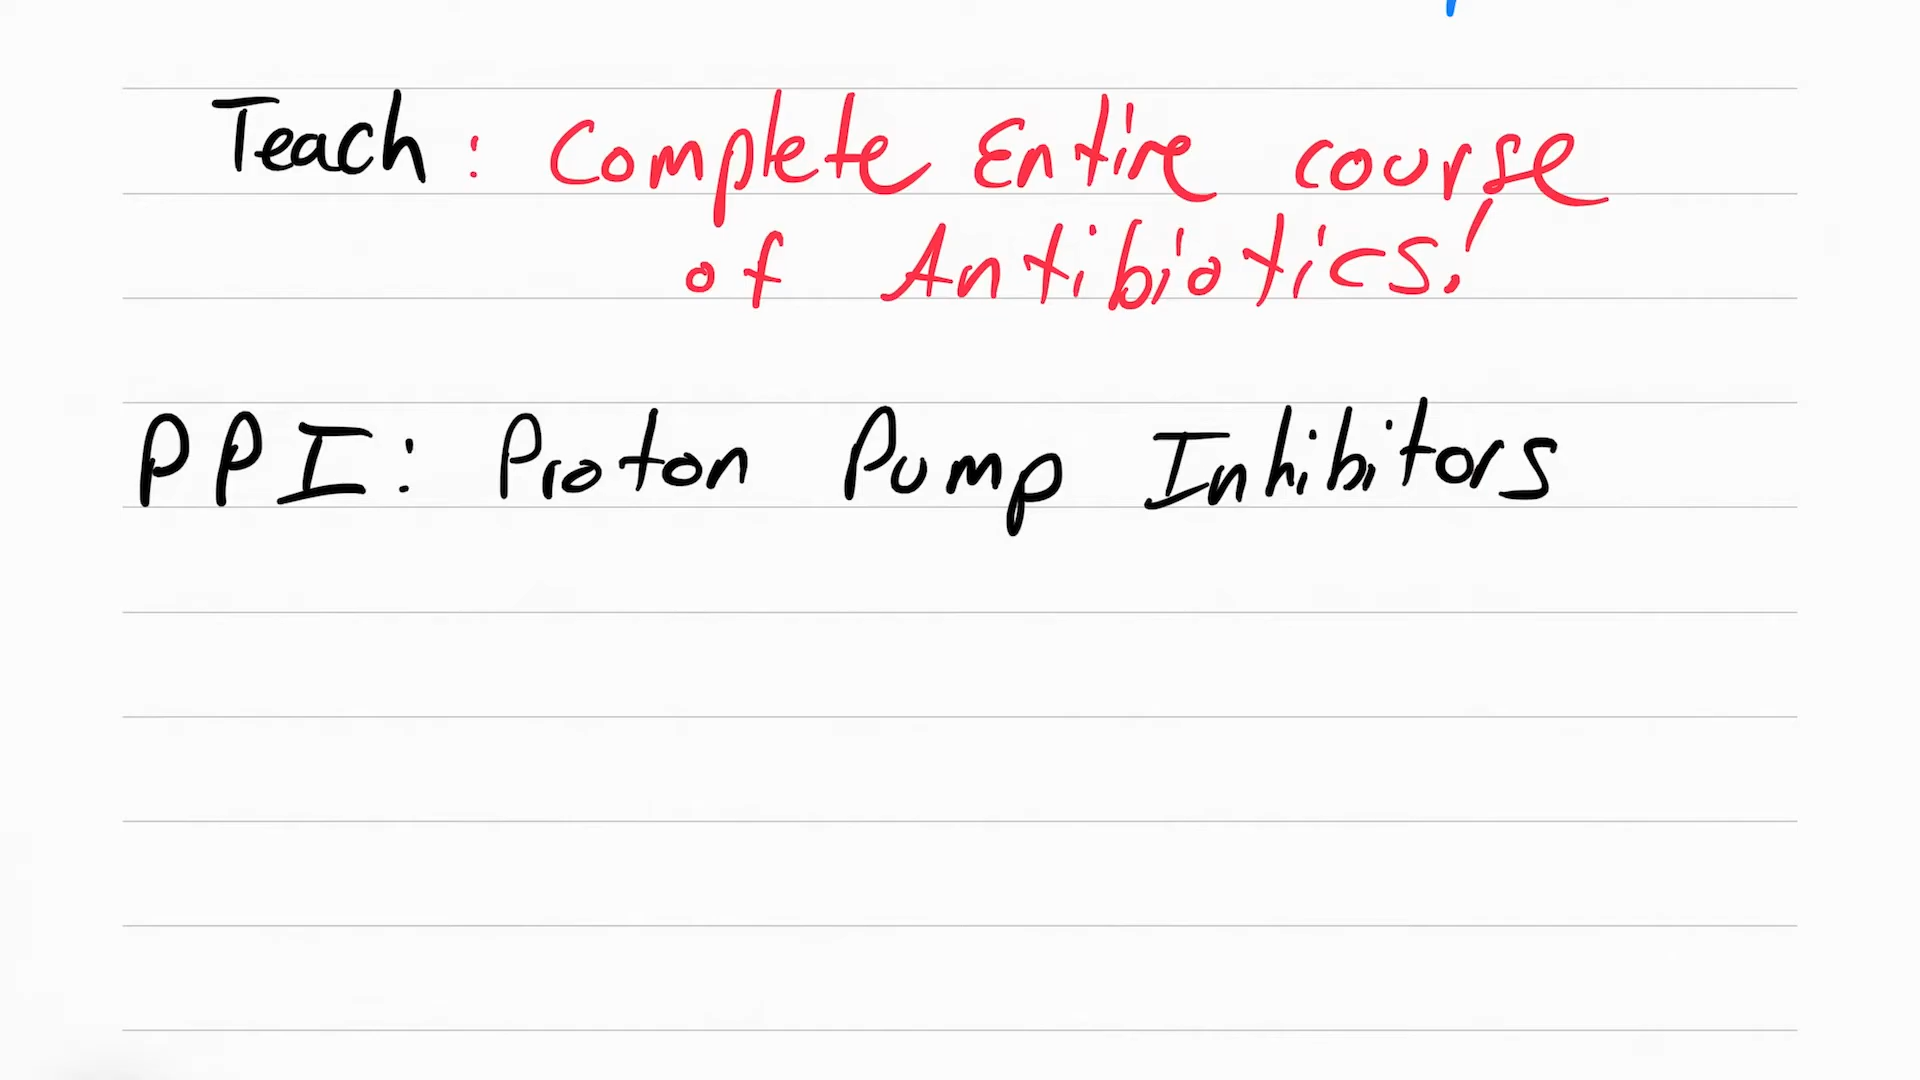 Teach: Complete Entire course
of Antibiotics!
PPI: Proton Pump Inhibitors